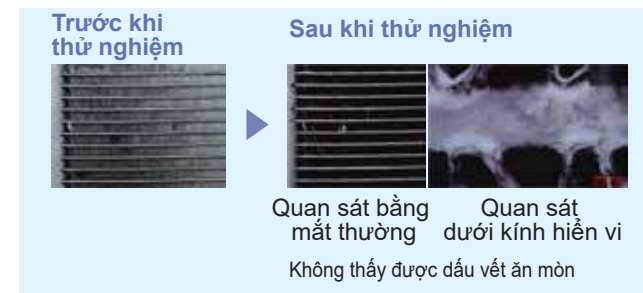 Trước khi
thử nghiệm
Sau khi thử nghiệm
Quan sát bằng
mắt thường
Quan sát
dưới kính hiển vi
Không thấy được dấu vết ăn mòn